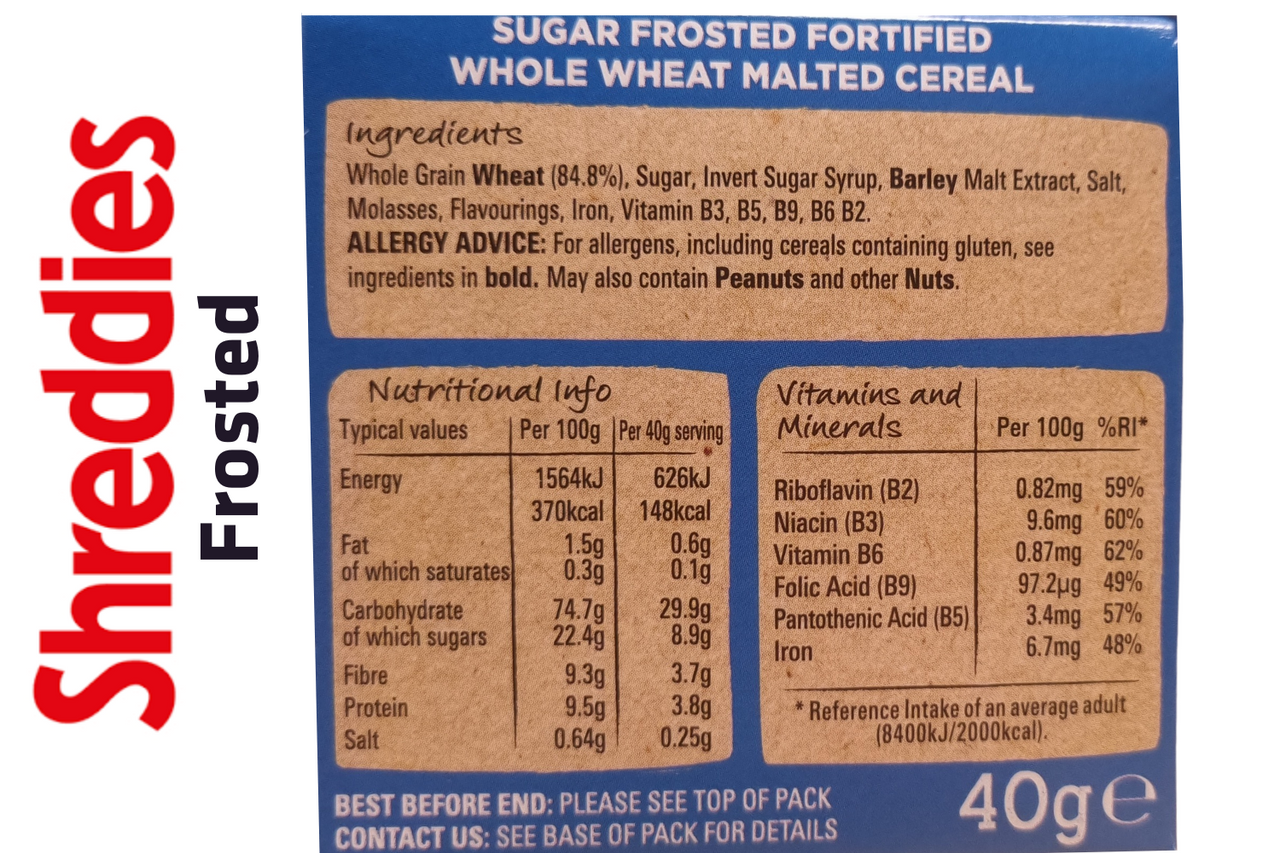 Shreddies
Frosted
SUGAR FROSTED FORTIFIED
WHOLE WHEAT MALTED CEREAL
Ingredients
Whole Grain Wheat (84.8%), Sugar, Invert Sugar Syrup, Barley Malt Extract, Salt,
Molasses, Flavourings, Iron, Vitamin B3, B5, B9, B6 B2.
ALLERGY ADVICE: For allergens, including cereals containing gluten, see
ingredients in bold. May also contain Peanuts and other Nuts.
Nutritional Info
Typical values Per 100g Per 40g serving
Energy 1564kJ 626kJ
370kcal 148kcal
Fat 1.5g 0.6g
of which saturates 0.3g 0.1g
Carbohydrate 74.7g 29.9g
of which sugars 22.4g 8.9g
Fibre 9.3g 3.7g
Protein 9.5g 3.8g
Salt 0.64g 0.25g
Vitamins and
Minerals Per 100g %RI*
Riboflavin (B2) 0.82mg 59%
Niacin (B3) 9.6mg 60%
Vitamin B6 0.87mg 62%
Folic Acid (B9) 97.2µg 49%
Pantothenic Acid (B5) 3.4mg 57%
Iron 6.7mg 48%
* Reference Intake of an average adult
(8400kJ/2000kcal).
BEST BEFORE END: PLEASE SEE TOP OF PACK
CONTACT US: SEE BASE OF PACK FOR DETAILS
40g e